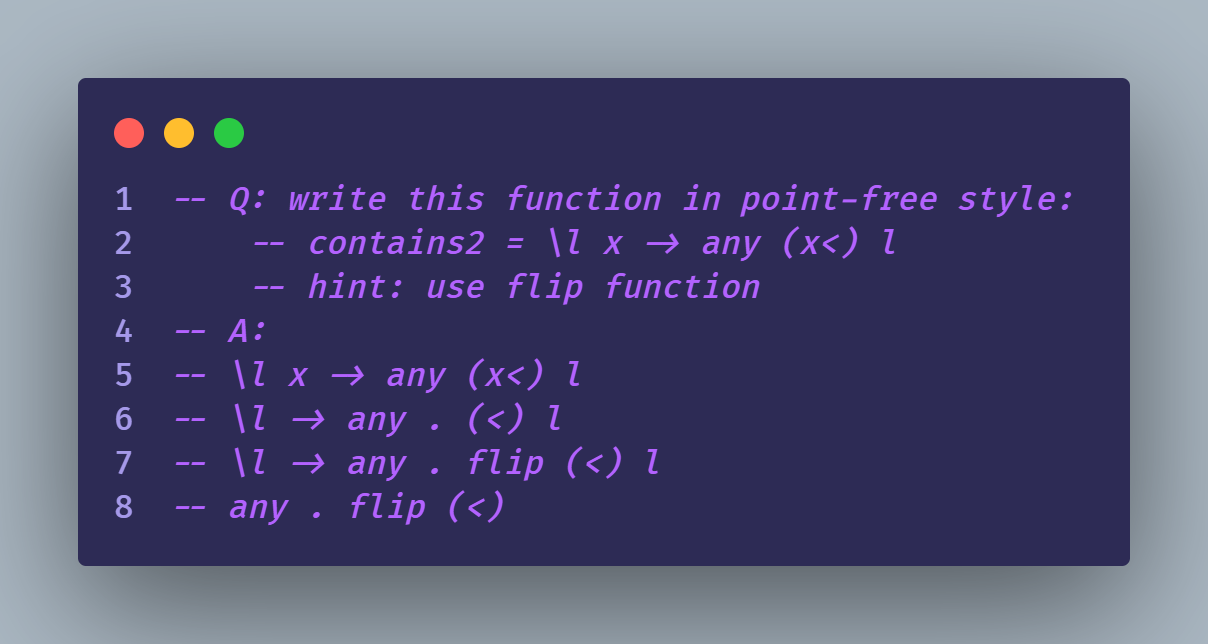 1 -- Q: write this function in point-free style:
2     -- contains2 = \l x -> any (x<) l
3     -- hint: use flip function
4 -- A:
5 -- \l x -> any (x<) l
6 -- \l -> any . (<) l
7 -- \l -> any . flip (<) l
8 -- any . flip (<)